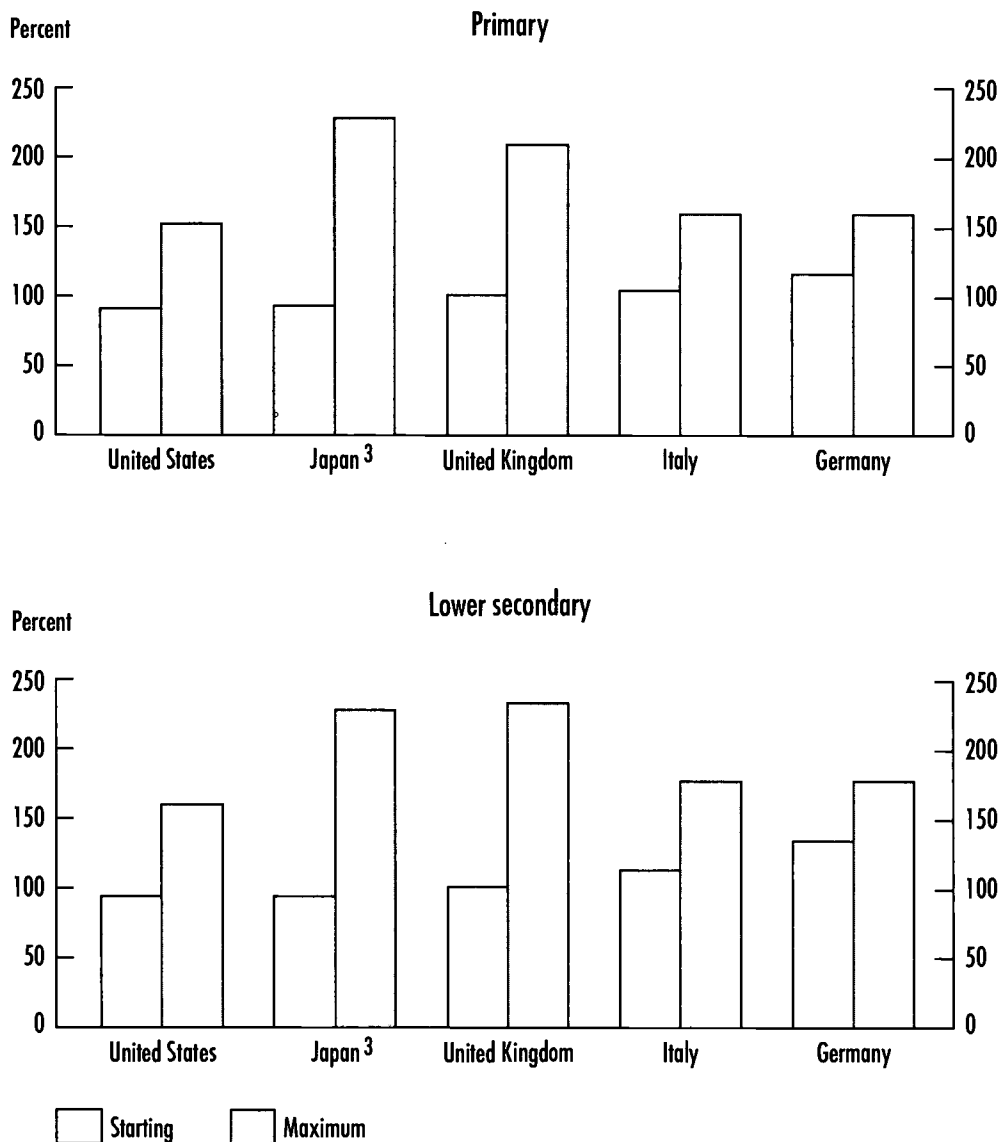 Primary
Percent
250 250
200 200
150 150
100 100
50 50
0 0
United States Japan 3 United Kingdom Italy Germany
Lower secondary
Percent
250 250
200 200
150 150
100 100
50 50
0 0
United States Japan 3 United Kingdom Italy Germany
Starting Maximum